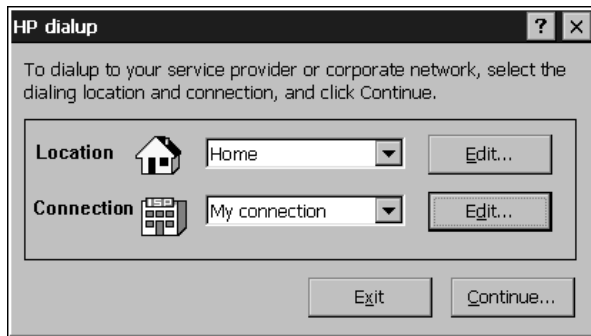 HP dialup ? ×
To dialup to your service provider or corporate network, select the
dialing location and connection, and click Continue.
Location Home Edit...
Connection ISP My connection Edit...
Exit Continue...